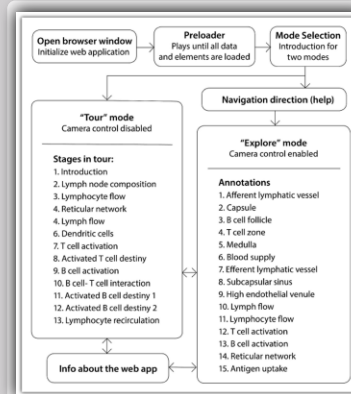 Open browser window
Initialize web application
Preloader
Plays until all data
and elements are loaded
Mode Selection
Introduction for
two modes
Navigation direction (help)
"Tour" mode
Camera control disabled
Stages in tour:
1. Introduction
2. Lymph node composition
3. Lymphocyte flow
4. Reticular network
4. Lymph flow
6. Dendritic cells
7. T cell activation
8. Activated T cell destiny
9. B cell activation
10. B cell- T cell interaction
11. Activated B cell destiny 1
12. Activated B cell destiny 2
13. Lymphocyte recirculation
"Explore" mode
Camera control enabled
Annotations
1. Afferent lymphatic vessel
2. Capsule
3. B cell follicle
4. T cell zone
5. Medulla
6. Blood supply
7. Efferent lymphatic vessel
8. Subcapsular sinus
9. High endothelial venule
10. Lymph flow
11. Lymphocyte flow
12. T cell activation
13. B cell activation
14. Reticular network
15. Antigen uptake
Info about the web app